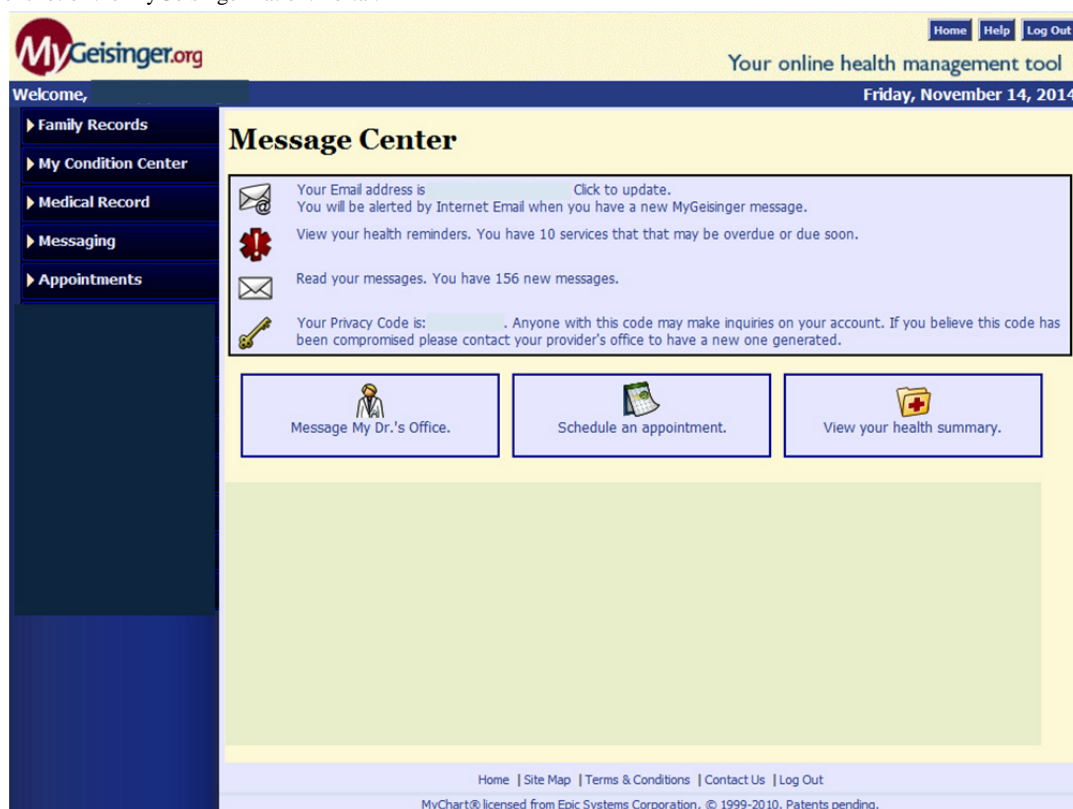 MyGeisinger.org
Home Help Log Out
Your online health management tool
Welcome,
Friday, November 14, 2014
Family Records
My Condition Center
Medical Record
Messaging
Appointments
Message Center
Your Email address is Click to update.
You will be alerted by Internet Email when you have a new MyGeisinger message.
View your health reminders. You have 10 services that that may be overdue or due soon.
Read your messages. You have 156 new messages.
Your Privacy Code is: . Anyone with this code may make inquiries on your account. If you believe this code has
been compromised please contact your provider's office to have a new one generated.
Message My Dr.'s Office.
Schedule an appointment.
View your health summary.
Home | Site Map | Terms & Conditions | Contact Us | Log Out
MyChart® licensed from Epic Systems Corporation, © 1999-2010. Patents pending.